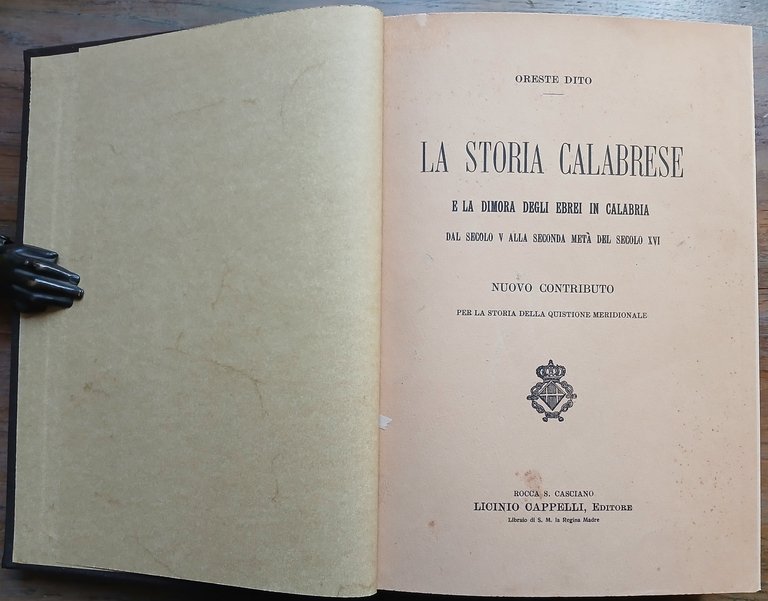 ORESTE DITO
LA STORIA CALABRESE
E LA DIMORA DEGLI EBREI IN CALABRIA
DAL SECOLO V ALLA SECONDA METÀ DEL SECOLO XVI
NUOVO CONTRIBUTO
PER LA STORIA DELLA QUISTIONE MERIDIONALE
ROCCA S. CASCIANO
LICINIO CAPPELLI, EDITORE
Libraio di S. M. la Regina Madre